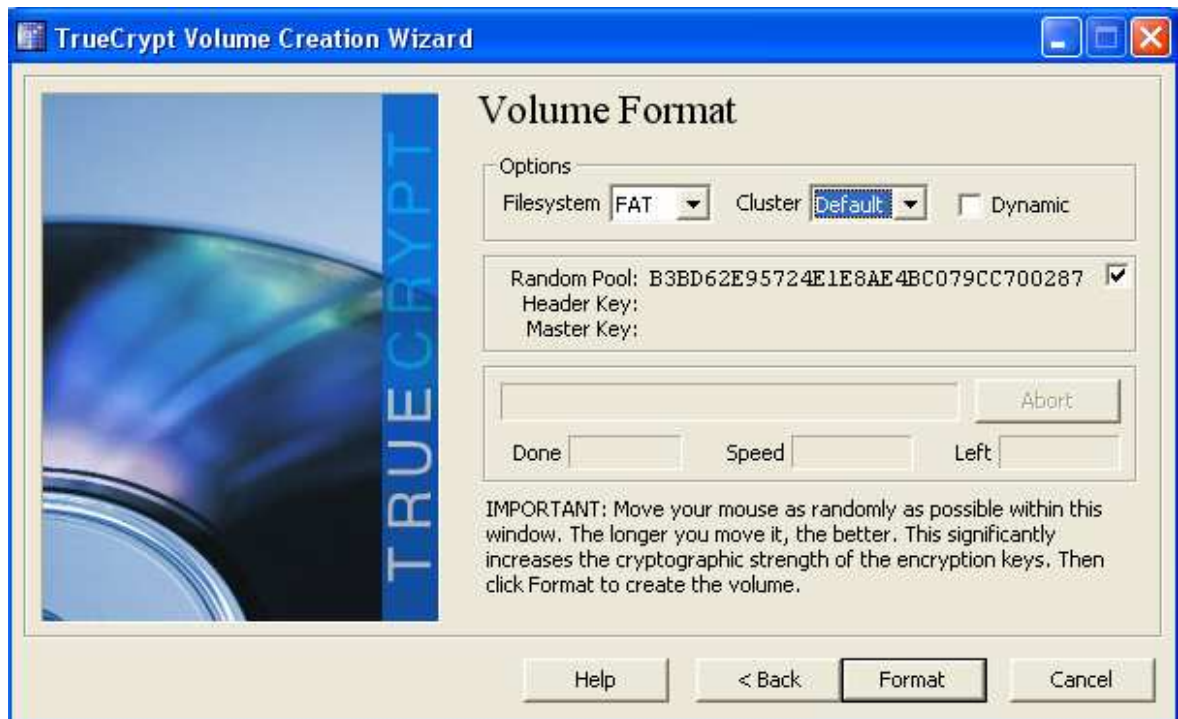 TrueCrypt Volume Creation Wizard
TRUECRYPT
Volume Format
Options
Filesystem FAT Cluster Default Dynamic
Random Pool: B3BD62E95724E1E8AE4BC079CC700287
Header Key:
Master Key:
Abort
Done Speed Left
IMPORTANT: Move your mouse as randomly as possible within this
window. The longer you move it, the better. This significantly
increases the cryptographic strength of the encryption keys. Then
click Format to create the volume.
Help < Back Format Cancel